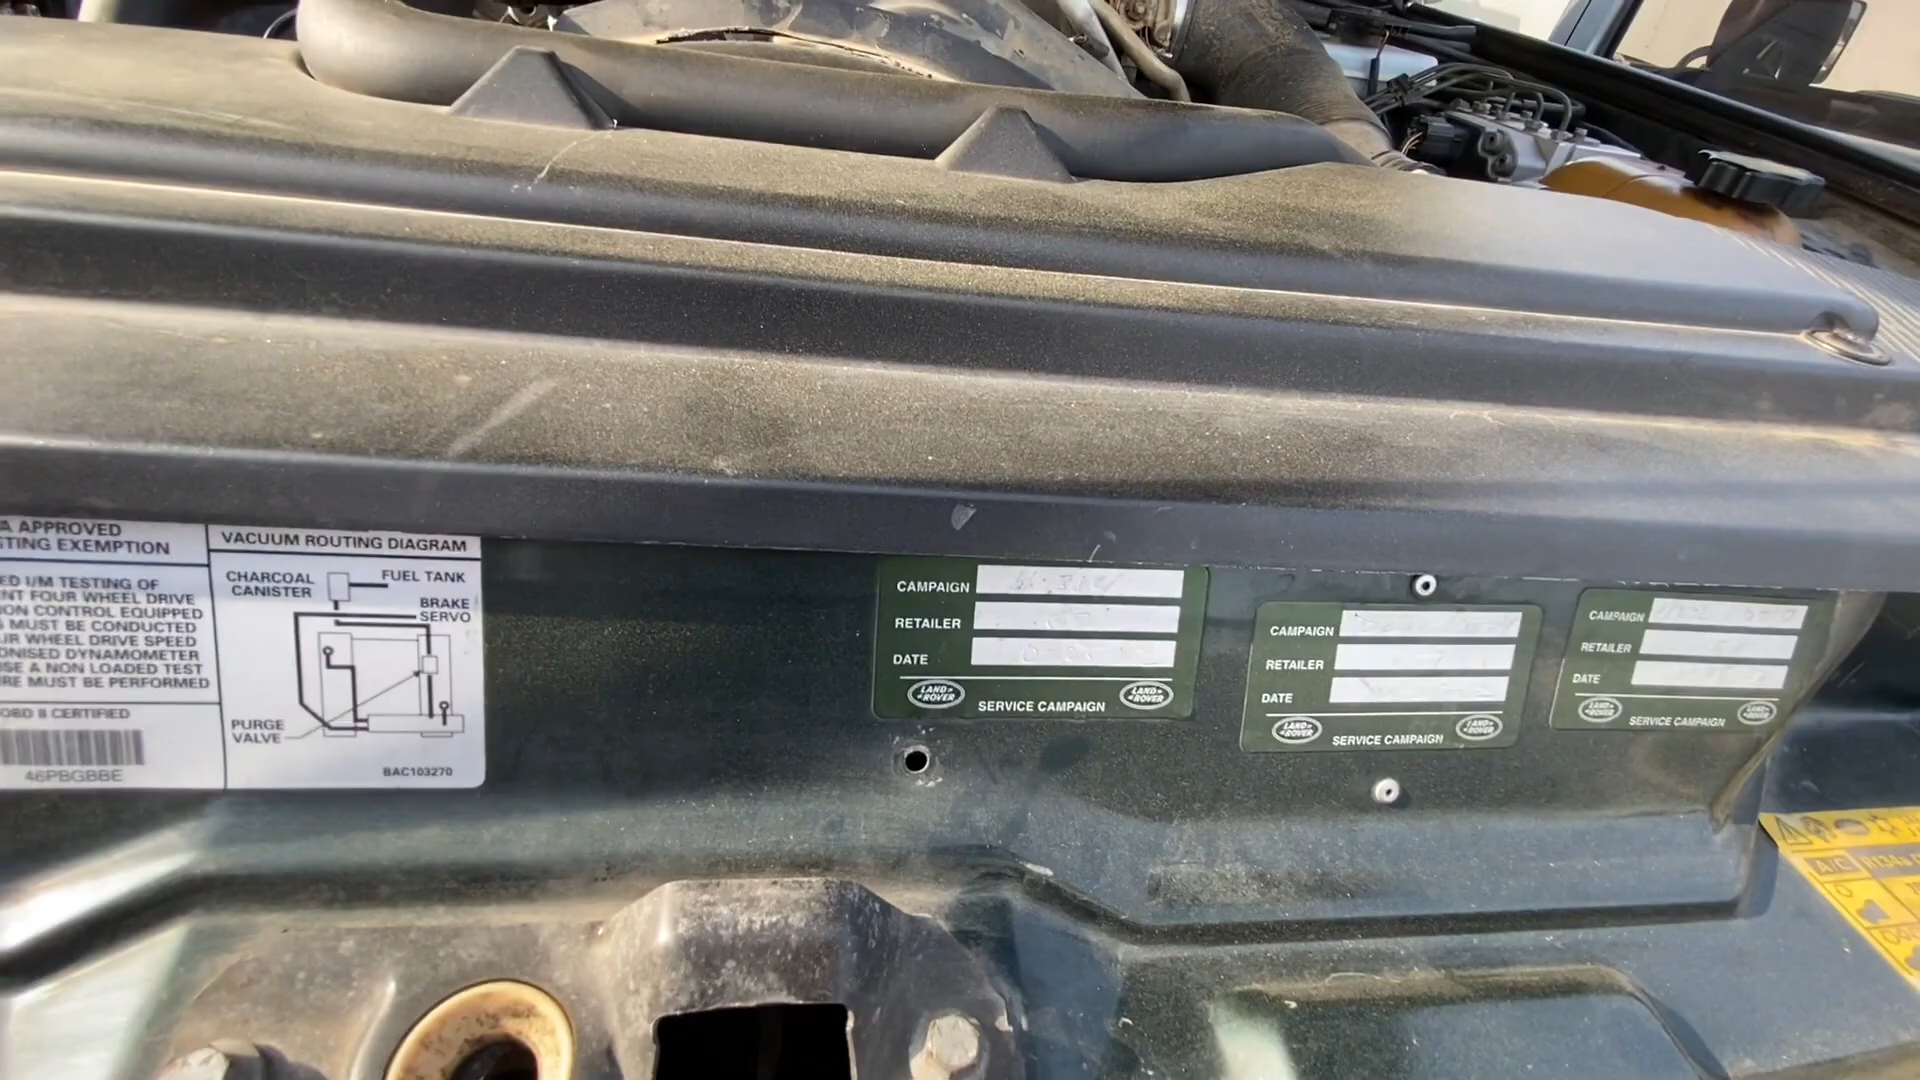 A APPROVED
STING EXEMPTION
ED I/M TESTING OF
NT FOUR WHEEL DRIVE
ION CONTROL EQUIPPED
MUST BE CONDUCTED
UR WHEEL DRIVE SPEED
ONISED DYNAMOMETER
USE A NON LOADED TEST
RE MUST BE PERFORMED
OBD II CERTIFIED
46PBGBBE
VACUUM ROUTING DIAGRAM
CHARCOAL
CANISTER
FUEL TANK
BRAKE
SERVO
PURGE
VALVE
BAC103270
CAMPAIGN
RETAILER
DATE
LAND ROVER
SERVICE CAMPAIGN
LAND ROVER
CAMPAIGN
RETAILER
DATE
LAND ROVER
SERVICE CAMPAIGN
LAND ROVER
CAMPAIGN
RETAILER
DATE
LAND ROVER
SERVICE CAMPAIGN
LAND ROVER
A/C
R134a